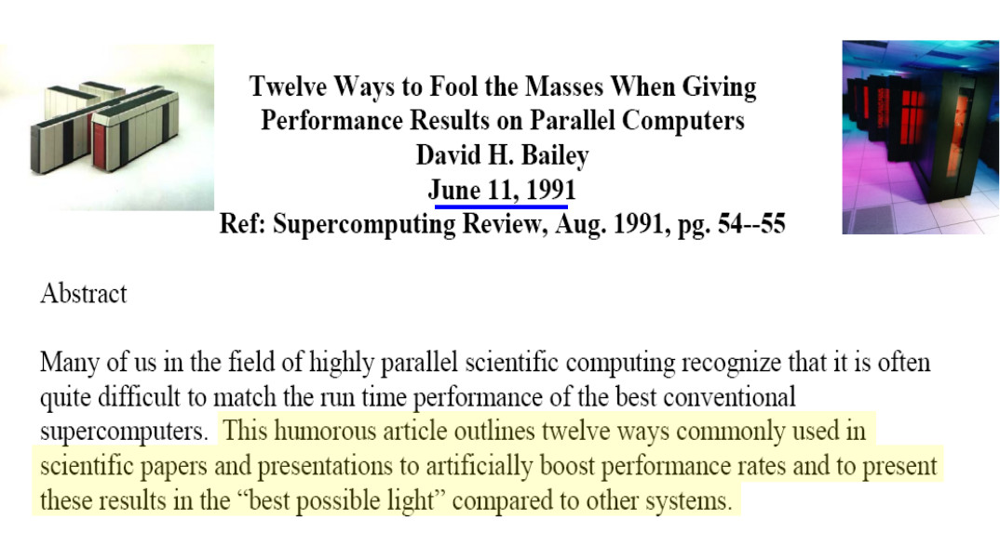 Twelve Ways to Fool the Masses When Giving
Performance Results on Parallel Computers
David H. Bailey
June 11, 1991
Ref: Supercomputing Review, Aug. 1991, pg. 54--55
Abstract
Many of us in the field of highly parallel scientific computing recognize that it is often
quite difficult to match the run time performance of the best conventional
supercomputers.  This humorous article outlines twelve ways commonly used in
scientific papers and presentations to artificially boost performance rates and to present
these results in the “best possible light” compared to other systems.